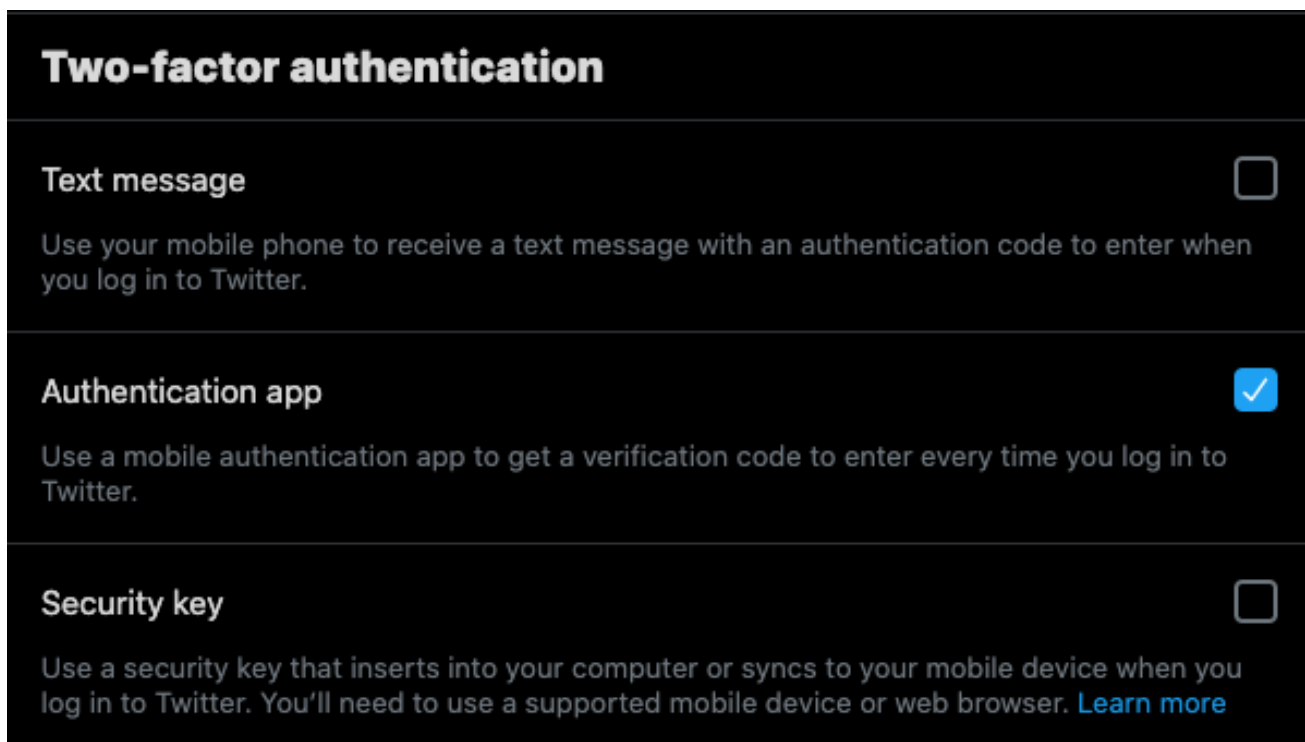 Two-factor authentication
Text message
Use your mobile phone to receive a text message with an authentication code to enter when
you log in to Twitter.
Authentication app
Use a mobile authentication app to get a verification code to enter every time you log in to
Twitter.
Security key
Use a security key that inserts into your computer or syncs to your mobile device when you
log in to Twitter. You’ll need to use a supported mobile device or web browser. Learn more